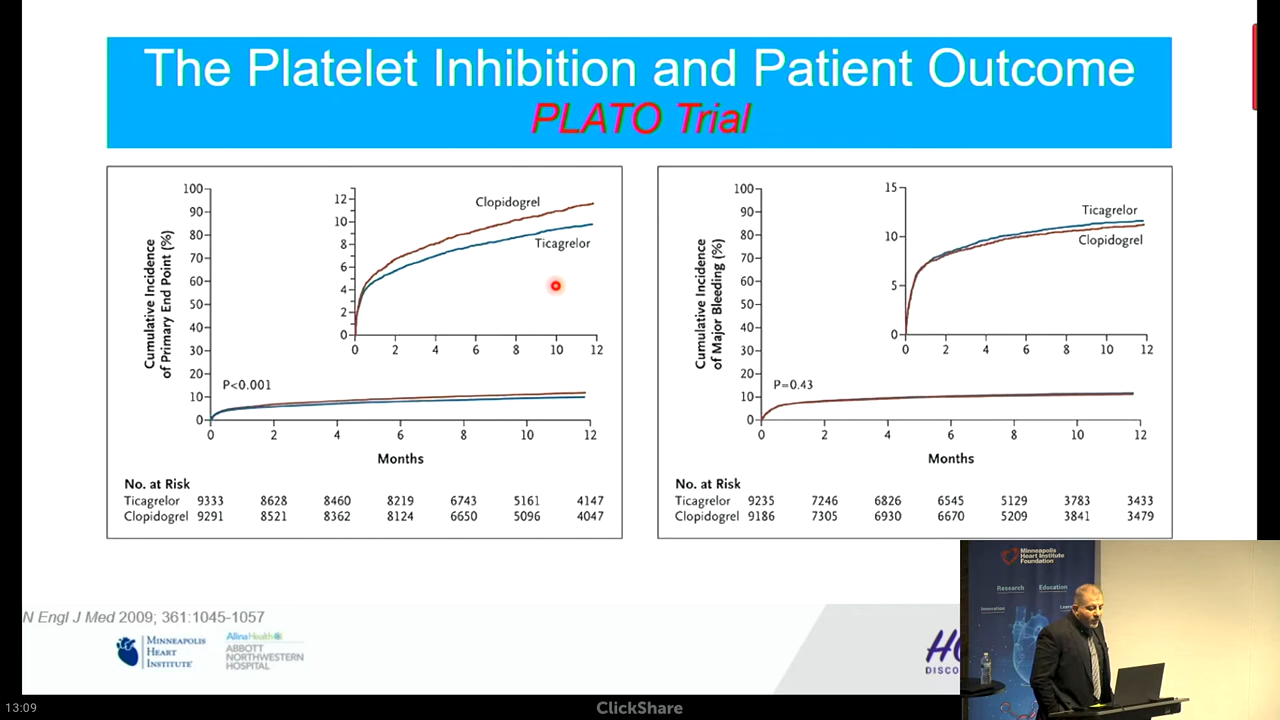 The Platelet Inhibition and Patient Outcome
PLATO Trial
Cumulative Incidence
of Primary End Point (%)
100
90
80
70
60
50
40
30
20
10
0
12
10
8
6
4
2
0
Clopidogrel
Ticagrelor
0 2 4 6 8 10 12
P<0.001
0 2 4 6 8 10 12
Months
No. at Risk
Ticagrelor 9333 8628 8460 8219 6743 5161 4147
Clopidogrel 9291 8521 8362 8124 6650 5096 4047
Cumulative Incidence
of Major Bleeding (%)
100
90
80
70
60
50
40
30
20
10
0
15
10
5
0
Ticagrelor
Clopidogrel
0 2 4 6 8 10 12
P=0.43
0 2 4 6 8 10 12
Months
No. at Risk
Ticagrelor 9235 7246 6826 6545 5129 3783 3433
Clopidogrel 9186 7305 6930 6670 5209 3841 3479
N Engl J Med 2009; 361:1045-1057
MINNEAPOLIS
HEART
INSTITUTE
Allina Health
ABBOTT
NORTHWESTERN
HOSPITAL
DISCO
Minneapolis
Heart Institute
Foundation
Research Education
Innovation
13:09
ClickShare